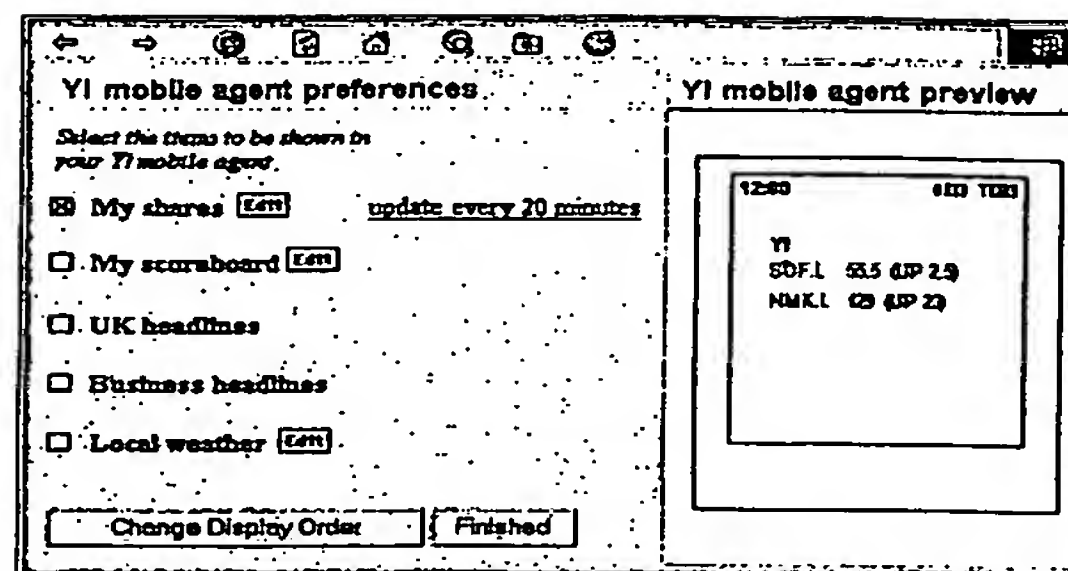 YI mobile agent preferences
Select the items to be shown in
your YI mobile agent.
My shares Edit update every 20 minutes
My scoreboard Edit
UK headlines
Business headlines
Local weather Edit
Change Display Order Finished
YI mobile agent preview
12:00
YI
SDF.L 55.5 (UP 2.5)
NMK.L 129 (UP 22)